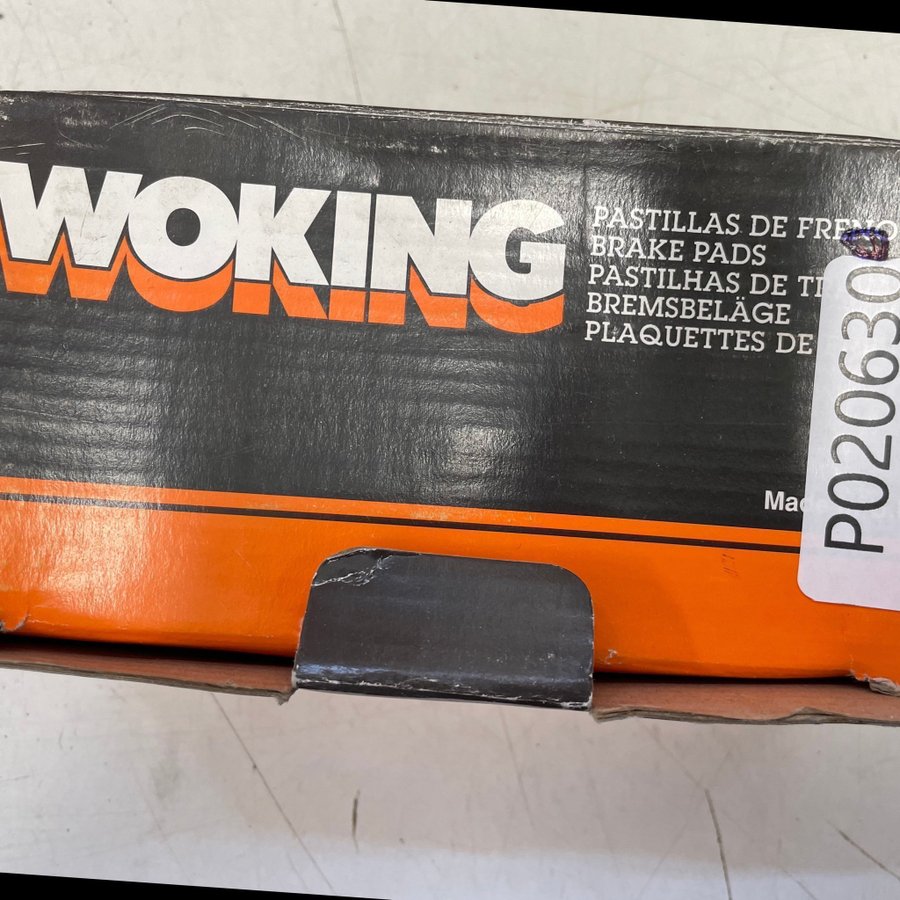 WOKING
PASTILLAS DE FRENO
BRAKE PADS
PASTILHAS DE
BREMSBELÄGE
PLAQUETTES DE
P020630